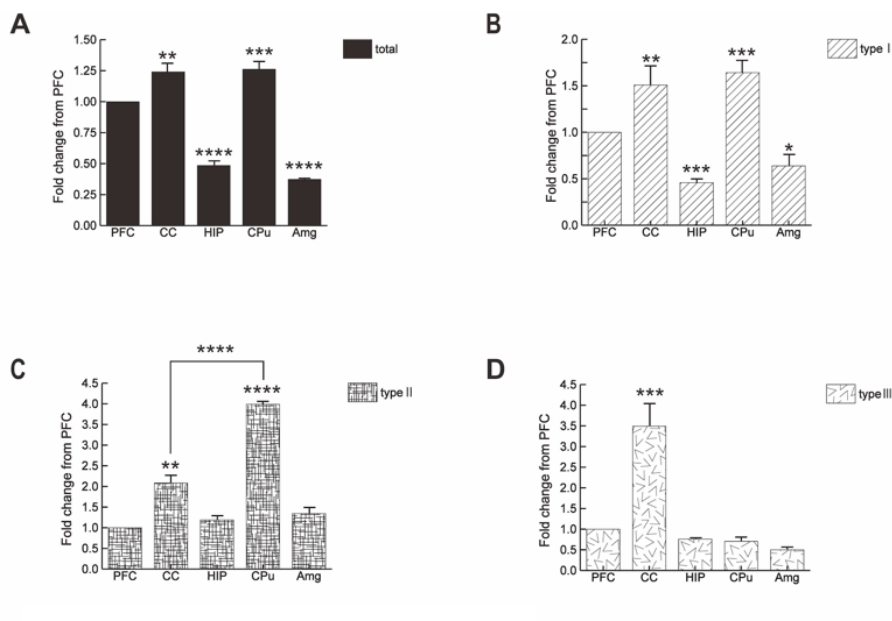 A
total
Fold change from PFC
1.50
1.25
1.00
0.75
0.50
0.25
0.00
**
****
***
****
PFC CC HIP CPu Amg
B
type I
Fold change from PFC
2.0
1.5
1.0
0.5
0.0
**
***
***
*
PFC CC HIP CPu Amg
C
type II
Fold change from PFC
4.5
4.0
3.5
3.0
2.5
2.0
1.5
1.0
0.5
0.0
****
**
****
PFC CC HIP CPu Amg
D
type III
Fold change from PFC
4.5
4.0
3.5
3.0
2.5
2.0
1.5
1.0
0.5
0.0
***
PFC CC HIP CPu Amg